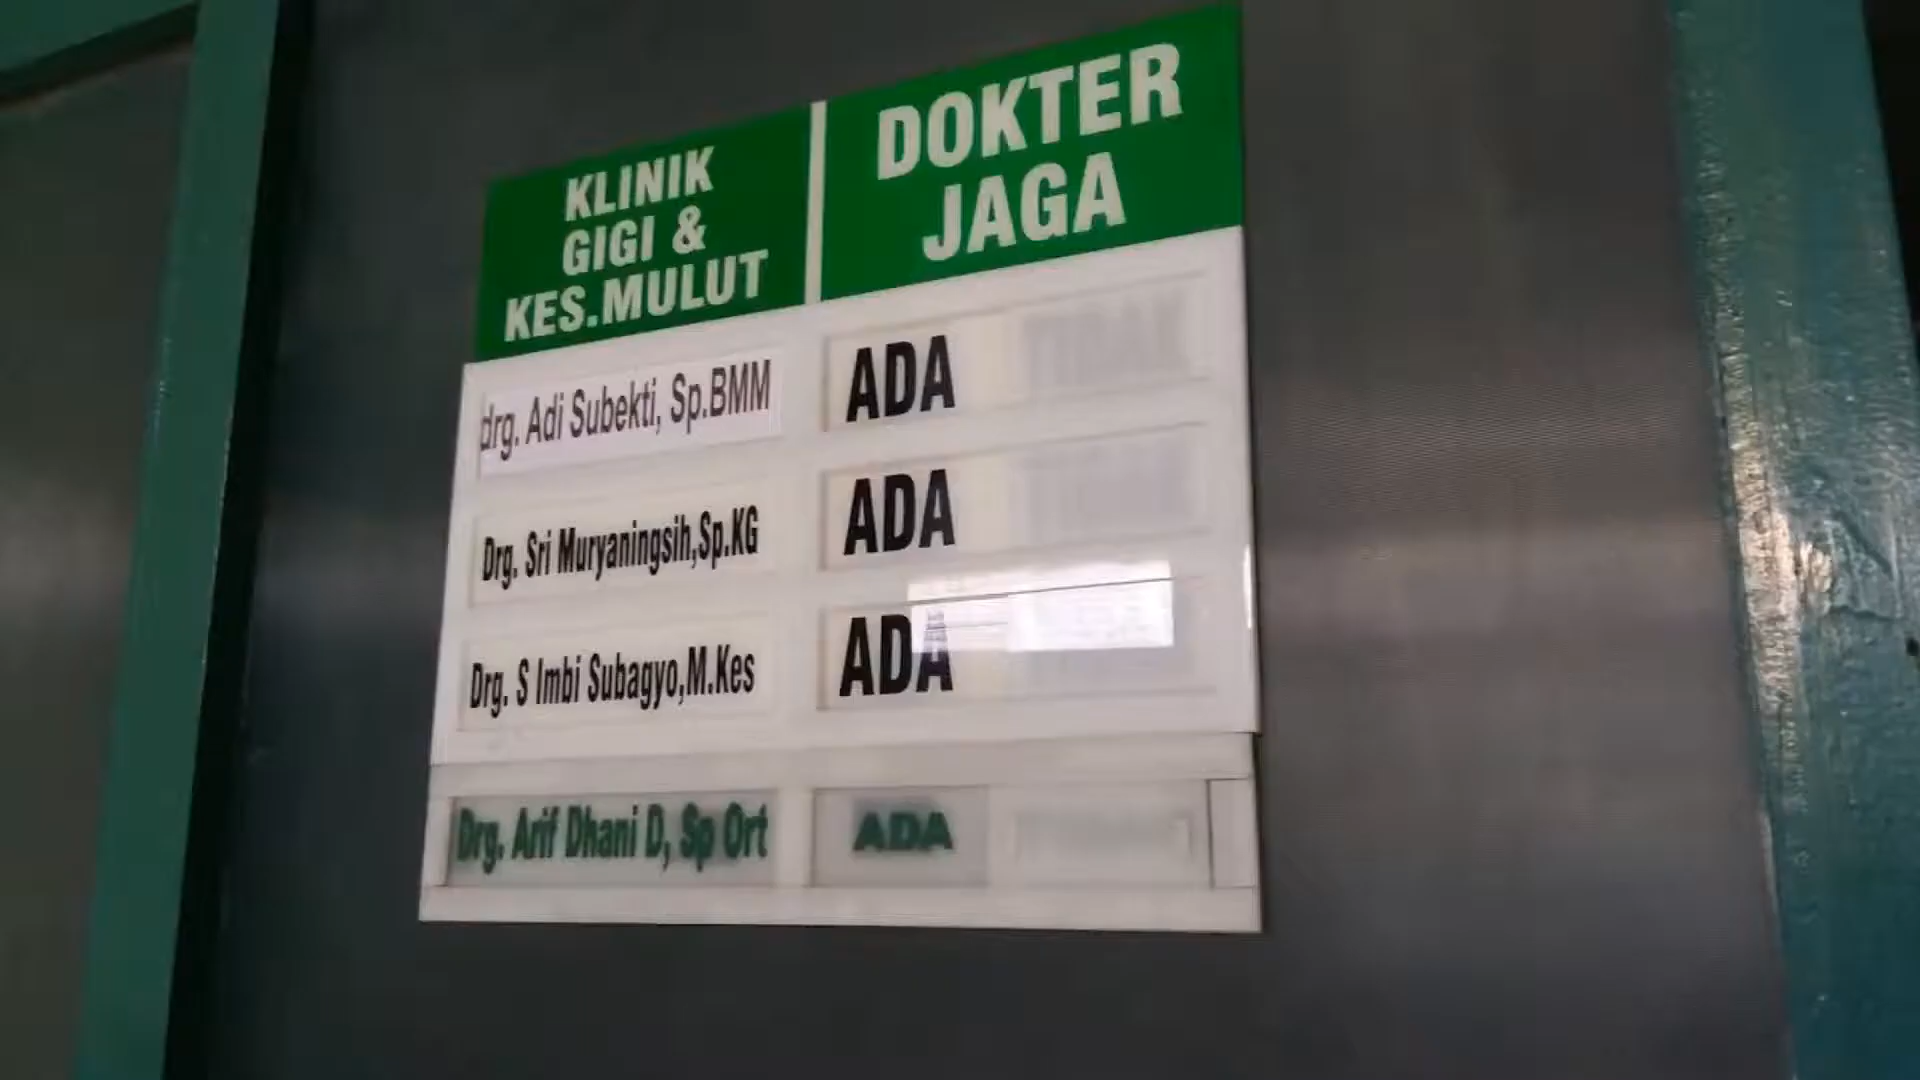 KLINIK
GIGI &
KES.MULUT
DOKTER
JAGA
drg. Adi Subekti, Sp.BMM
ADA
TIDAK
Drg. Sri Muryaningsih,Sp.KG
ADA
Drg. S Imbi Subagyo,M.Kes
ADA
Drg. Arif Dhani D, Sp Ort
ADA